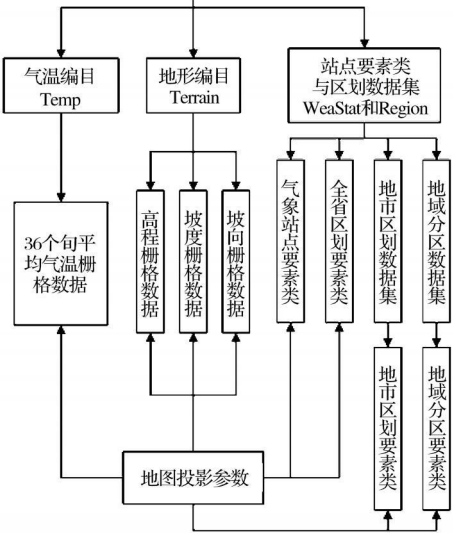 气温编目
Temp
地形编目
Terrain
站点要素类
与区划数据集
WeaStat和Region
36个旬平
均气温栅
格数据
高程栅格数据
坡度栅格数据
坡向栅格数据
气象站点要素类
全省区划要素类
地市区划数据集
地域分区数据集
地市区划要素类
地域分区要素类
地图投影参数